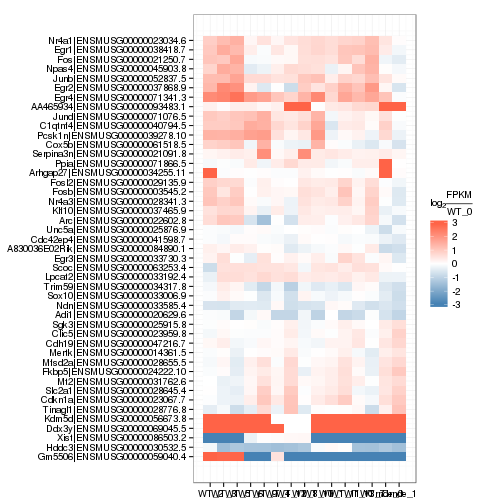 Nr4a1|ENSMUSG00000023034.6
Egr1|ENSMUSG00000038418.7
Fos|ENSMUSG00000021250.7
Npas4|ENSMUSG00000045903.8
Junb|ENSMUSG00000052837.5
Egr2|ENSMUSG00000037868.9
Egr4|ENSMUSG00000071341.3
AA465934|ENSMUSG00000093483.1
Jund|ENSMUSG00000071076.5
C1qtnf4|ENSMUSG00000040794.5
Pcsk1n|ENSMUSG00000039278.10
Cox5b|ENSMUSG00000061518.5
Serpina3n|ENSMUSG00000021091.8
Ppia|ENSMUSG00000071866.5
Arhgap27|ENSMUSG00000034255.11
Fosl2|ENSMUSG00000029135.9
Fosb|ENSMUSG00000003545.2
Nr4a3|ENSMUSG00000028341.3
Klf10|ENSMUSG00000037465.9
Arc|ENSMUSG00000022602.8
Unc5a|ENSMUSG00000025876.9
Cdc42ep4|ENSMUSG00000041598.7
A830036E02Rik|ENSMUSG00000084890.1
Egr3|ENSMUSG00000033730.3
Scoc|ENSMUSG00000063253.4
Lpcat2|ENSMUSG00000033192.4
Trim59|ENSMUSG00000034317.8
Sox10|ENSMUSG00000033006.9
Ndn|ENSMUSG00000033585.4
Adi1|ENSMUSG00000020629.6
Sgk3|ENSMUSG00000025915.8
Clic5|ENSMUSG00000023959.8
Cdh19|ENSMUSG00000047216.7
Mertk|ENSMUSG00000014361.5
Mfsd2a|ENSMUSG00000028655.5
Fkbp5|ENSMUSG00000024222.10
Mt2|ENSMUSG00000031762.6
Slc2a1|ENSMUSG00000028645.4
Cdkn1a|ENSMUSG00000023067.7
Tinagl1|ENSMUSG00000028776.8
Kdm5d|ENSMUSG00000056673.8
Ddx3y|ENSMUSG00000069045.5
Xist|ENSMUSG00000086503.2
Hddc3|ENSMUSG00000030532.5
Gm5506|ENSMUSG00000059040.4
log2 FPKM
WT_0
3
2
1
0
-1
-2
-3